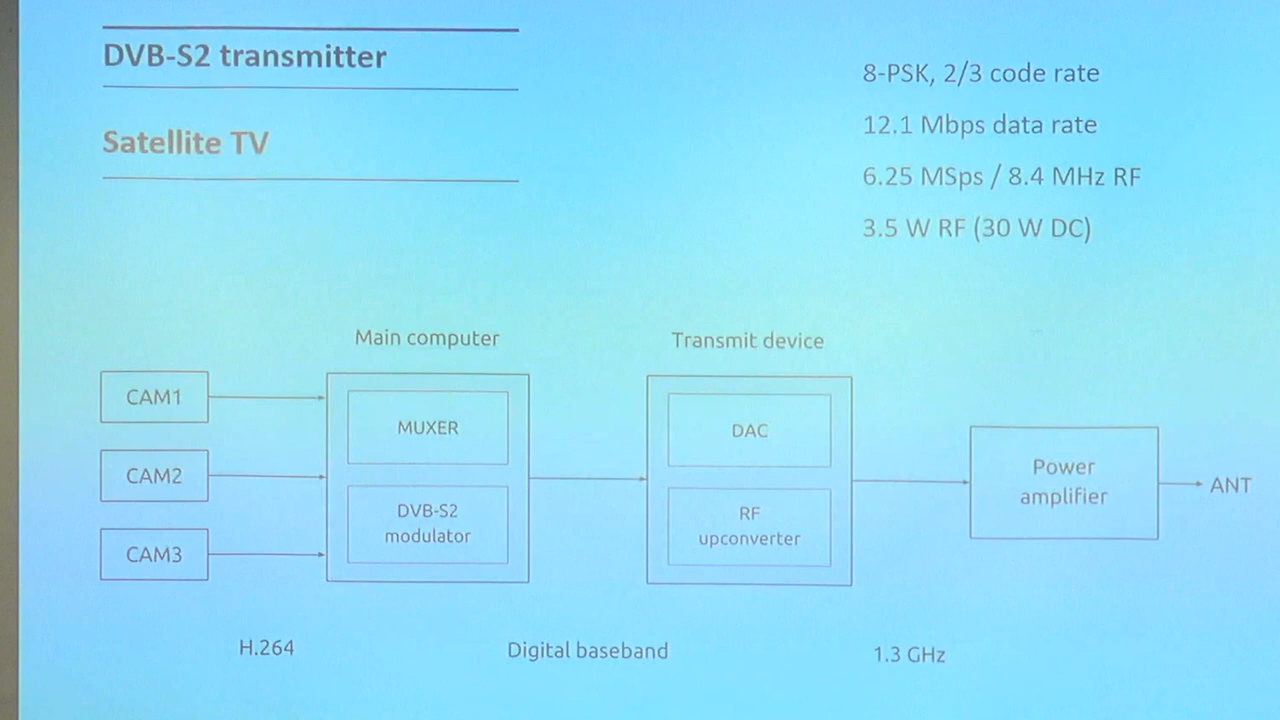 DVB-S2 transmitter
Satellite TV
8-PSK, 2/3 code rate
12.1 Mbps data rate
6.25 MSps / 8.4 MHz RF
3.5 W RF (30 W DC)
Main computer
Transmit device
CAM1
CAM2
CAM3
MUXER
DVB-S2
modulator
DAC
RF
upconverter
Power
amplifier
ANT
H.264
Digital baseband
1.3 GHz